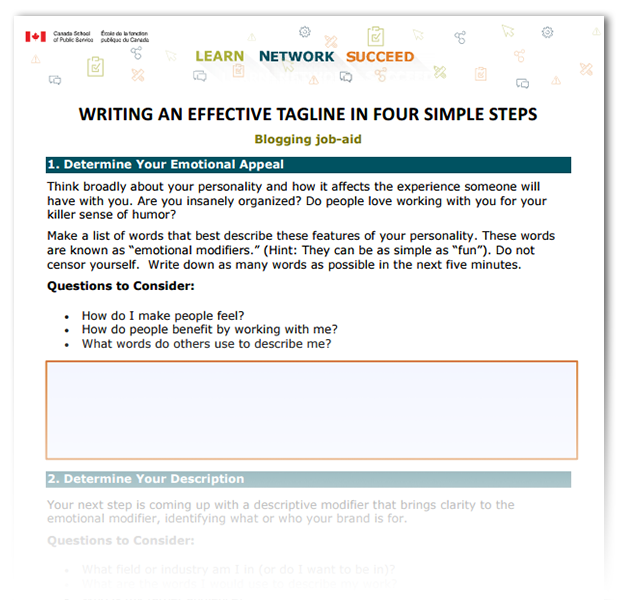 Canada School École de la fonction
of Public Service publique du Canada
LEARN NETWORK SUCCEED
WRITING AN EFFECTIVE TAGLINE IN FOUR SIMPLE STEPS
Blogging job-aid
1. Determine Your Emotional Appeal
Think broadly about your personality and how it affects the experience someone will
have with you. Are you insanely organized? Do people love working with you for your
killer sense of humor?
Make a list of words that best describe these features of your personality. These words
are known as “emotional modifiers.” (Hint: They can be as simple as “fun”). Do not
censor yourself.  Write down as many words as possible in the next five minutes.
Questions to Consider:
• How do I make people feel?
• How do people benefit by working with me?
• What words do others use to describe me?
2. Determine Your Description
Your next step is coming up with a descriptive modifier that brings clarity to the
emotional modifier, identifying what or who your brand is for.
Questions to Consider:
• What field or industry am I in (or do I want to be in)?